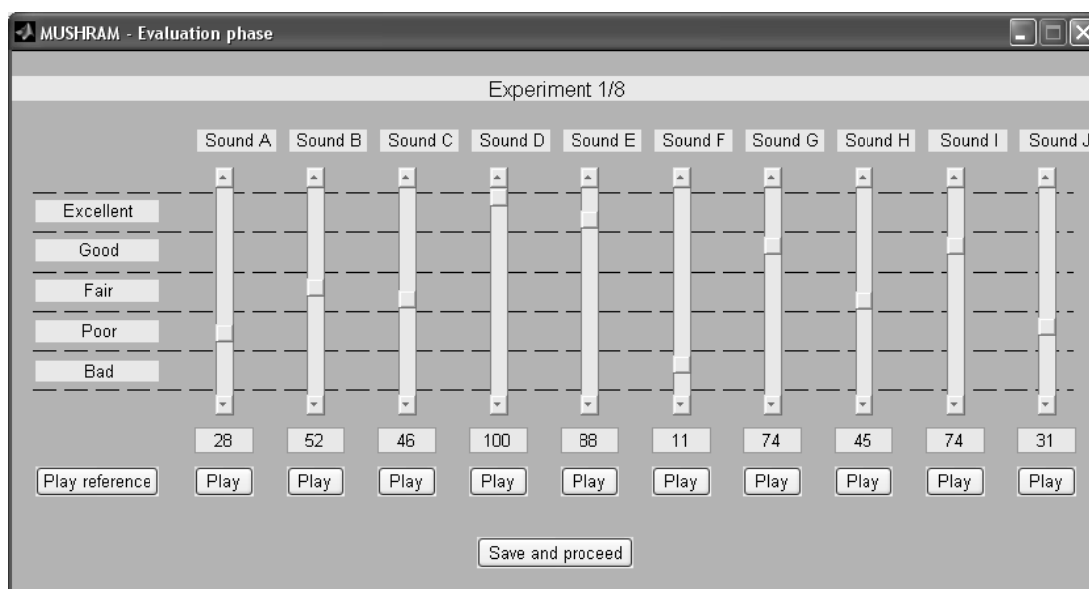 MUSHRAM - Evaluation phase
Experiment 1/8
Sound A Sound B Sound C Sound D Sound E Sound F Sound G Sound H Sound I Sound J
Excellent
Good
Fair
Poor
Bad
28 52 46 100 88 11 74 45 74 31
Play reference Play Play Play Play Play Play Play Play Play Play
Save and proceed